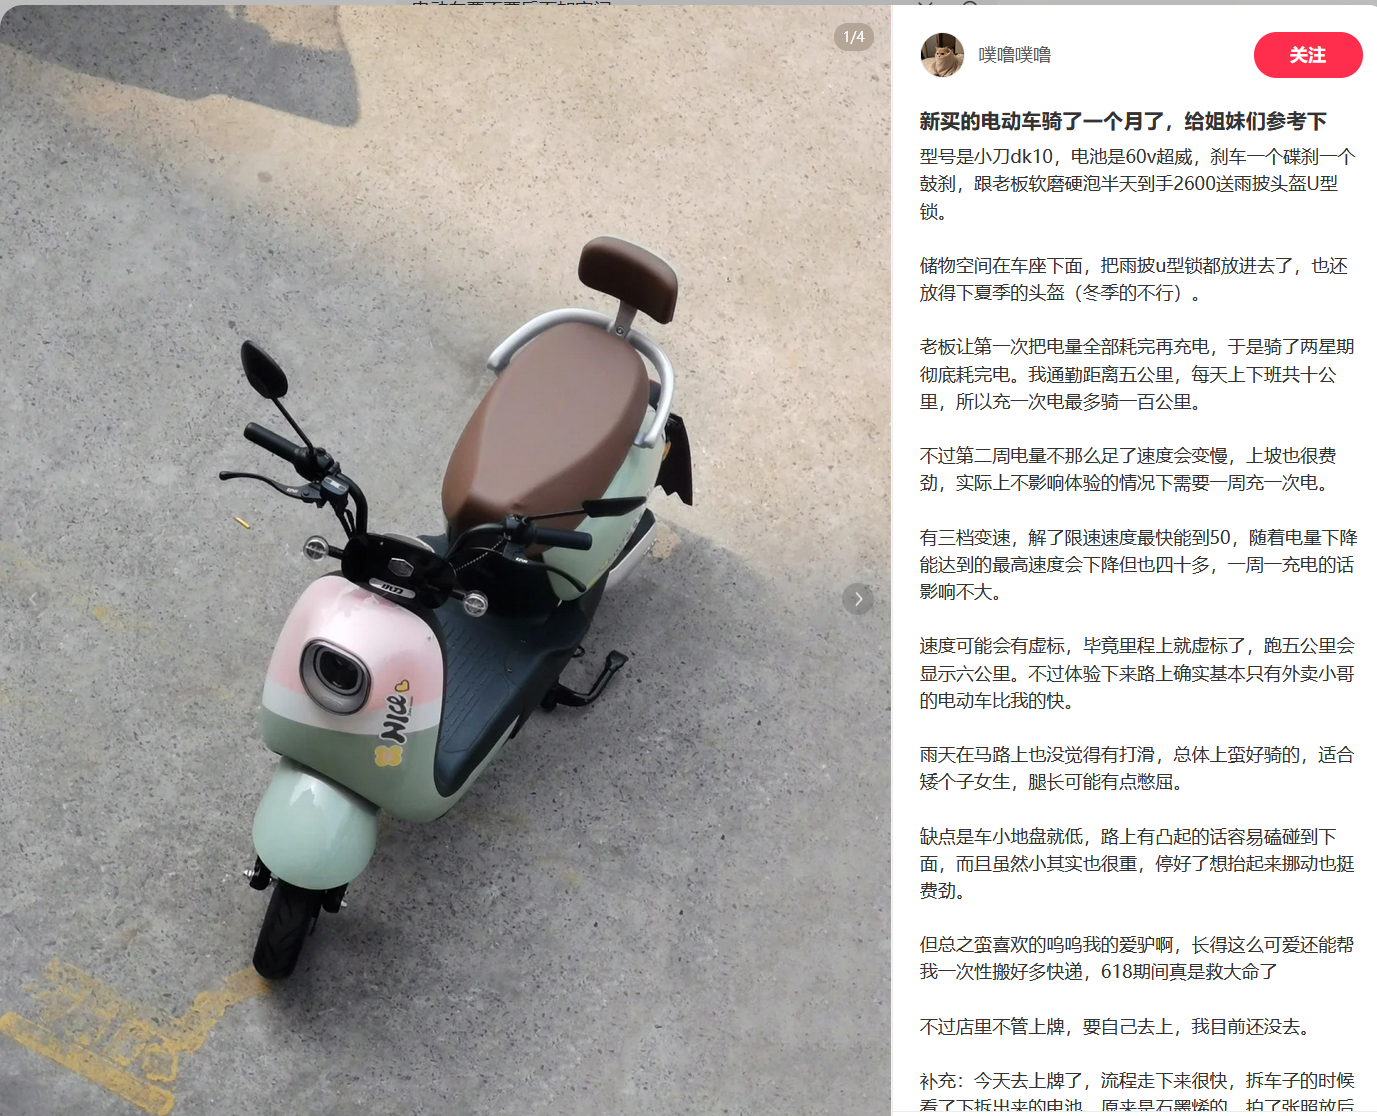 1/4
NICE
噗噜噗噜
关注
新买的电动车骑了一个月了，给姐妹们参考下
型号是小刀dk10，电池是60v超威，刹车一个碟刹一个
鼓刹，跟老板软磨硬泡半天到手2600送雨披头盔U型
锁。
储物空间在车座下面，把雨披u型锁都放进去了，也还
放得下夏季的头盔（冬季的不行）。
老板让第一次把电量全部耗完再充电，于是骑了两星期
彻底耗完电。我通勤距离五公里，每天上下班共十公
里，所以充一次电最多骑一百公里。
不过第二周电量不那么足了速度会变慢，上坡也很费
劲，实际上不影响体验的情况下需要一周充一次电。
有三档变速，解了限速速度最快能到50，随着电量下降
能达到的最高速度会下降但也四十多，一周一充电的话
影响不大。
速度可能会有虚标，毕竟里程上就虚标了，跑五公里会
显示六公里。不过体验下来路上确实基本只有外卖小哥
的电动车比我的快。
雨天在马路上也没觉得有打滑，总体上蛮好骑的，适合
矮个子女生，腿长可能有点憋屈。
缺点是车小地盘就低，路上有凸起的话容易磕碰到下
面，而且虽然小其实也很重，停好了想抬起来挪动也挺
费劲。
但总之蛮喜欢的呜呜我的爱驴啊，长得这么可爱还能帮
我一次性搬好多快递，618期间真是救大命了
不过店里不管上牌，要自己去上，我目前还没去。
补充：今天去上牌了，流程走下来很快，拆车子的时候
看了下拆出来的电池，原来是石墨烯的，拍了张照放后